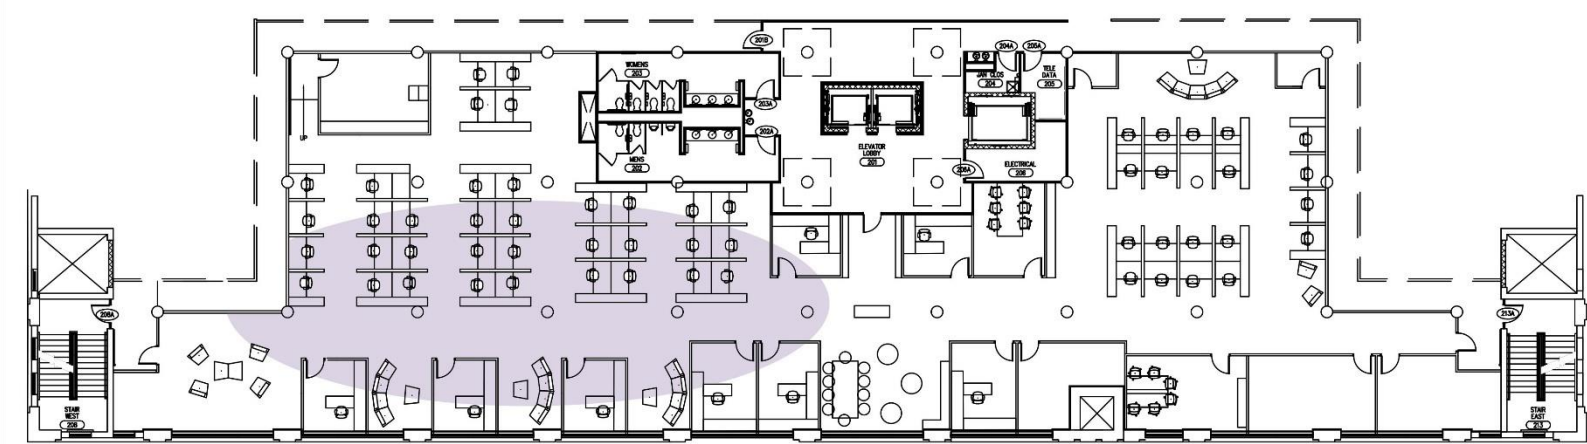 201B
204A
205A
WOMENS
203
JAN CLOS
204
TELE
DATA
205
203A
202A
UP
MENS
202
ELEVATOR
LOBBY
201
ELECTRICAL
206
208A
213A
STAIR
WEST
208
STAIR
EAST
213